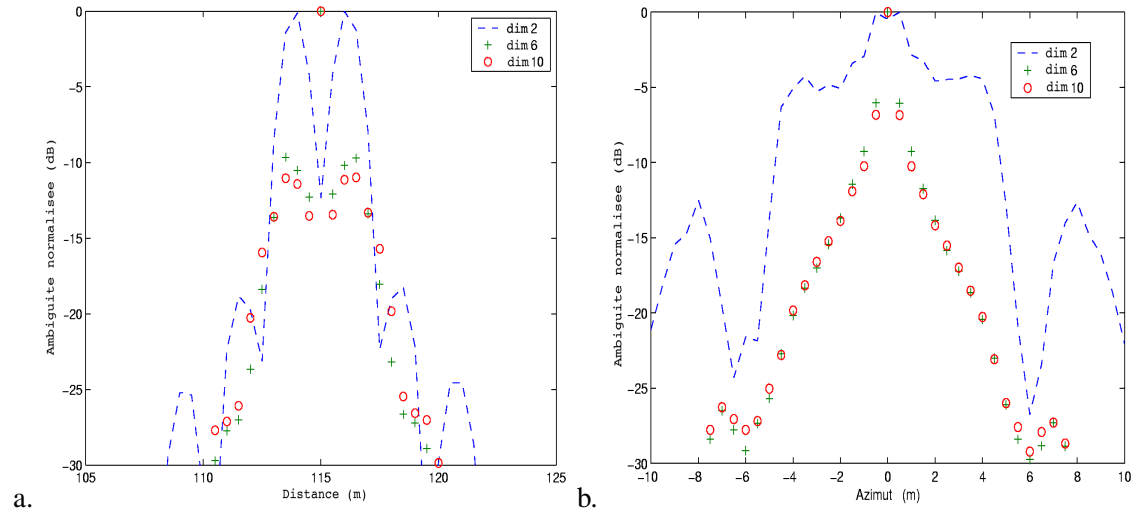 0
-5
-10
-15
-20
-25
-30
105
110
115
120
125
Distance (m)
Ambiguite normalisee (dB)
dim 2
dim 6
dim 10
a.
0
-5
-10
-15
-20
-25
-30
-10
-8
-6
-4
-2
0
2
4
6
8
10
Azimut (m)
Ambiguite normalisee (dB)
dim 2
dim 6
dim 10
b.